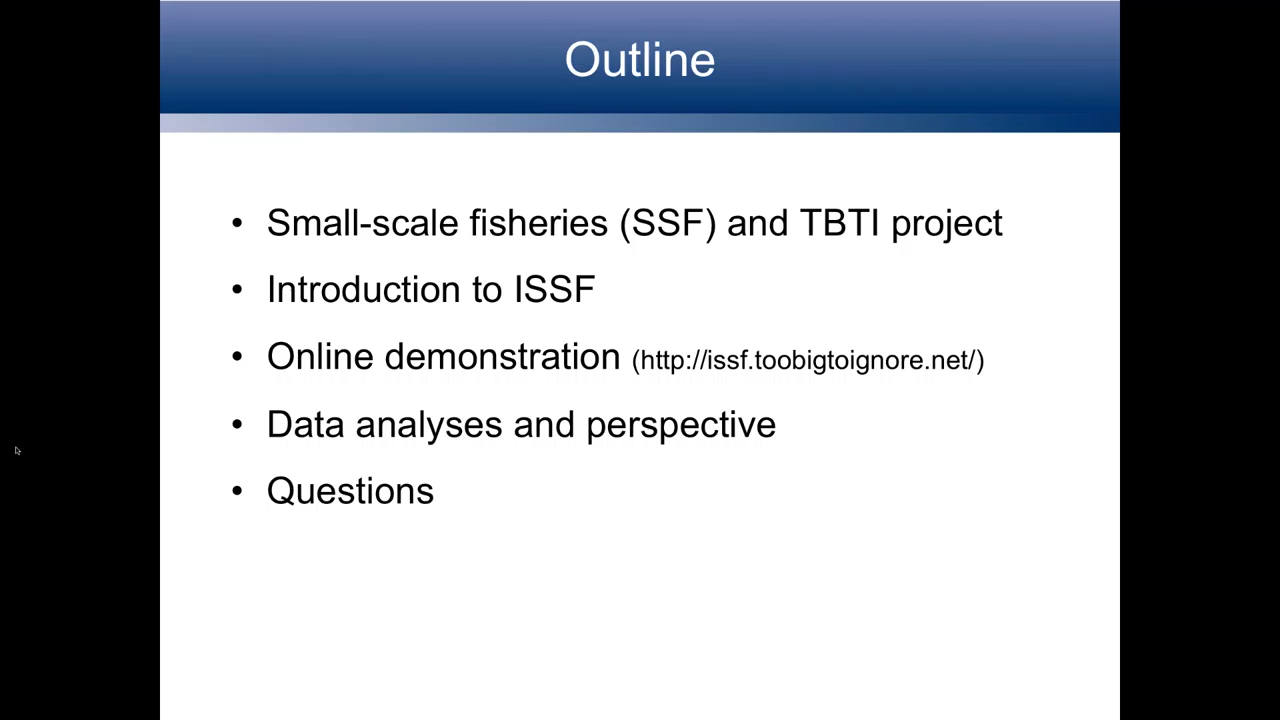 Outline
• Small-scale fisheries (SSF) and TBTI project
• Introduction to ISSF
• Online demonstration (http://issf.toobigtoignore.net/)
• Data analyses and perspective
• Questions